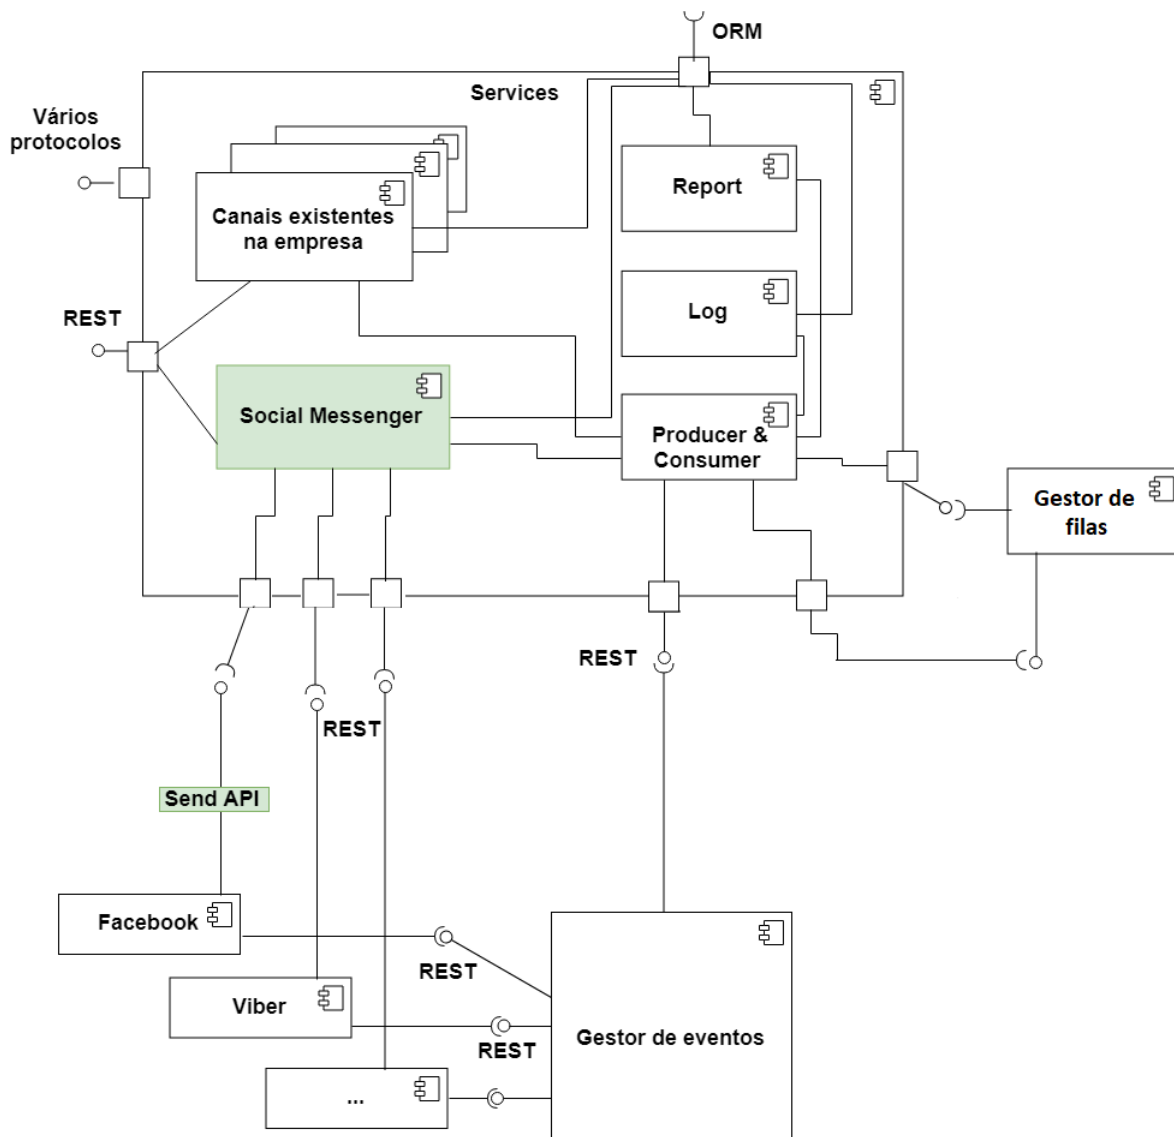 ORM
Services
Vários
protocolos
Report
Canais existentes
na empresa
Log
REST
Social Messenger
Producer &
Consumer
Gestor de
filas
REST
REST
Send API
Facebook
REST
Viber
Gestor de eventos
REST
...